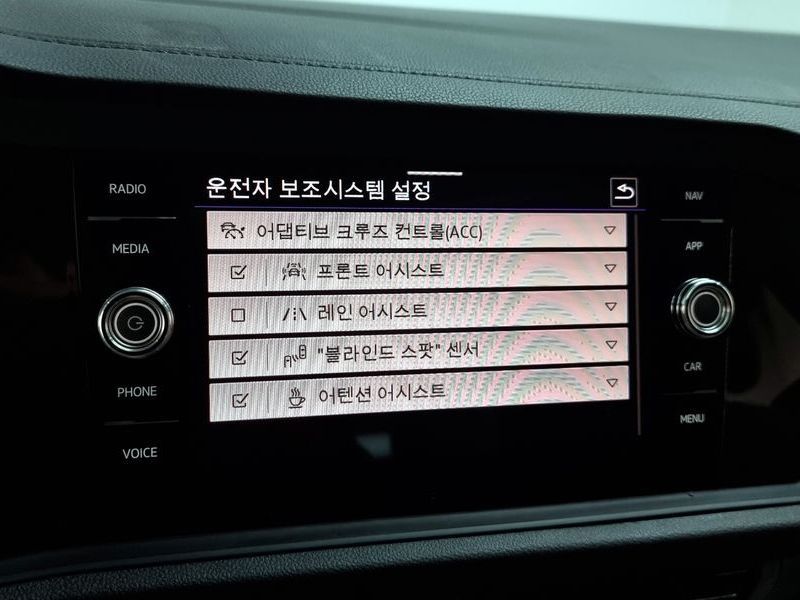 RADIO
MEDIA
PHONE
VOICE
운전자 보조시스템 설정
어댑티브 크루즈 컨트롤(ACC)
프론트 어시스트
레인 어시스트
"블라인드 스팟" 센서
어텐션 어시스트
NAV
APP
CAR
MENU